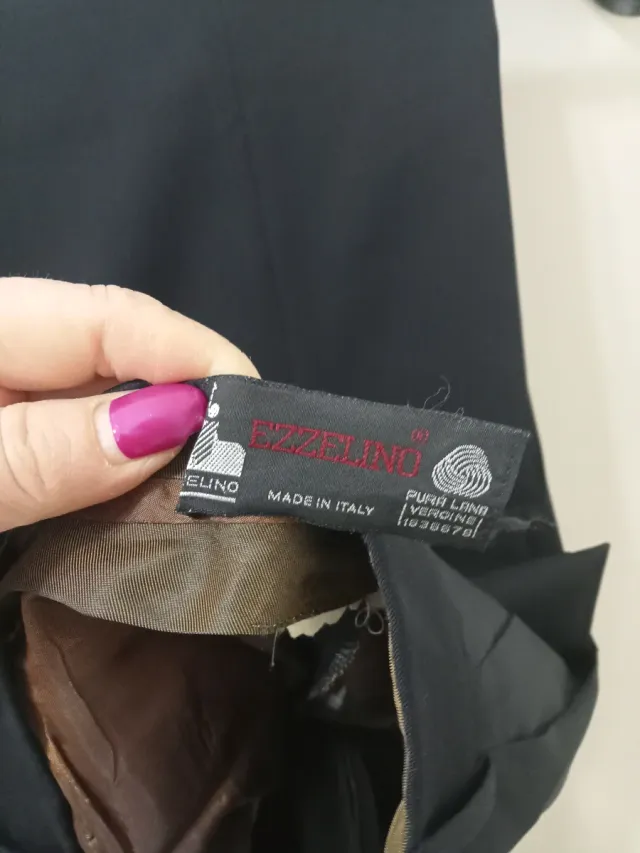 EZZELINO®
ELINO
MADE IN ITALY
PURA LANA
VERGINE